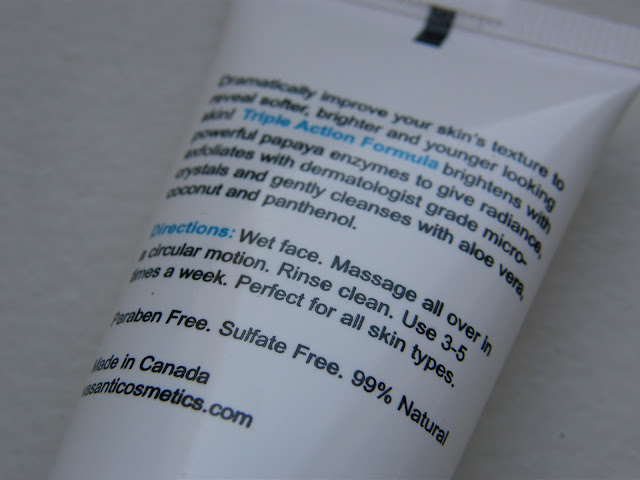 Dramatically improve your skin's texture to
reveal softer, brighter and younger looking
skin! Triple Action Formula brightens with
powerful papaya enzymes to give radiance,
exfoliates with dermatologist grade micro-
crystals and gently cleanses with aloe vera,
coconut and panthenol.
Directions: Wet face. Massage all over in
a circular motion. Rinse clean. Use 3-5
times a week. Perfect for all skin types.
Paraben Free. Sulfate Free. 99% Natural
Made in Canada
osanticosmetics.com